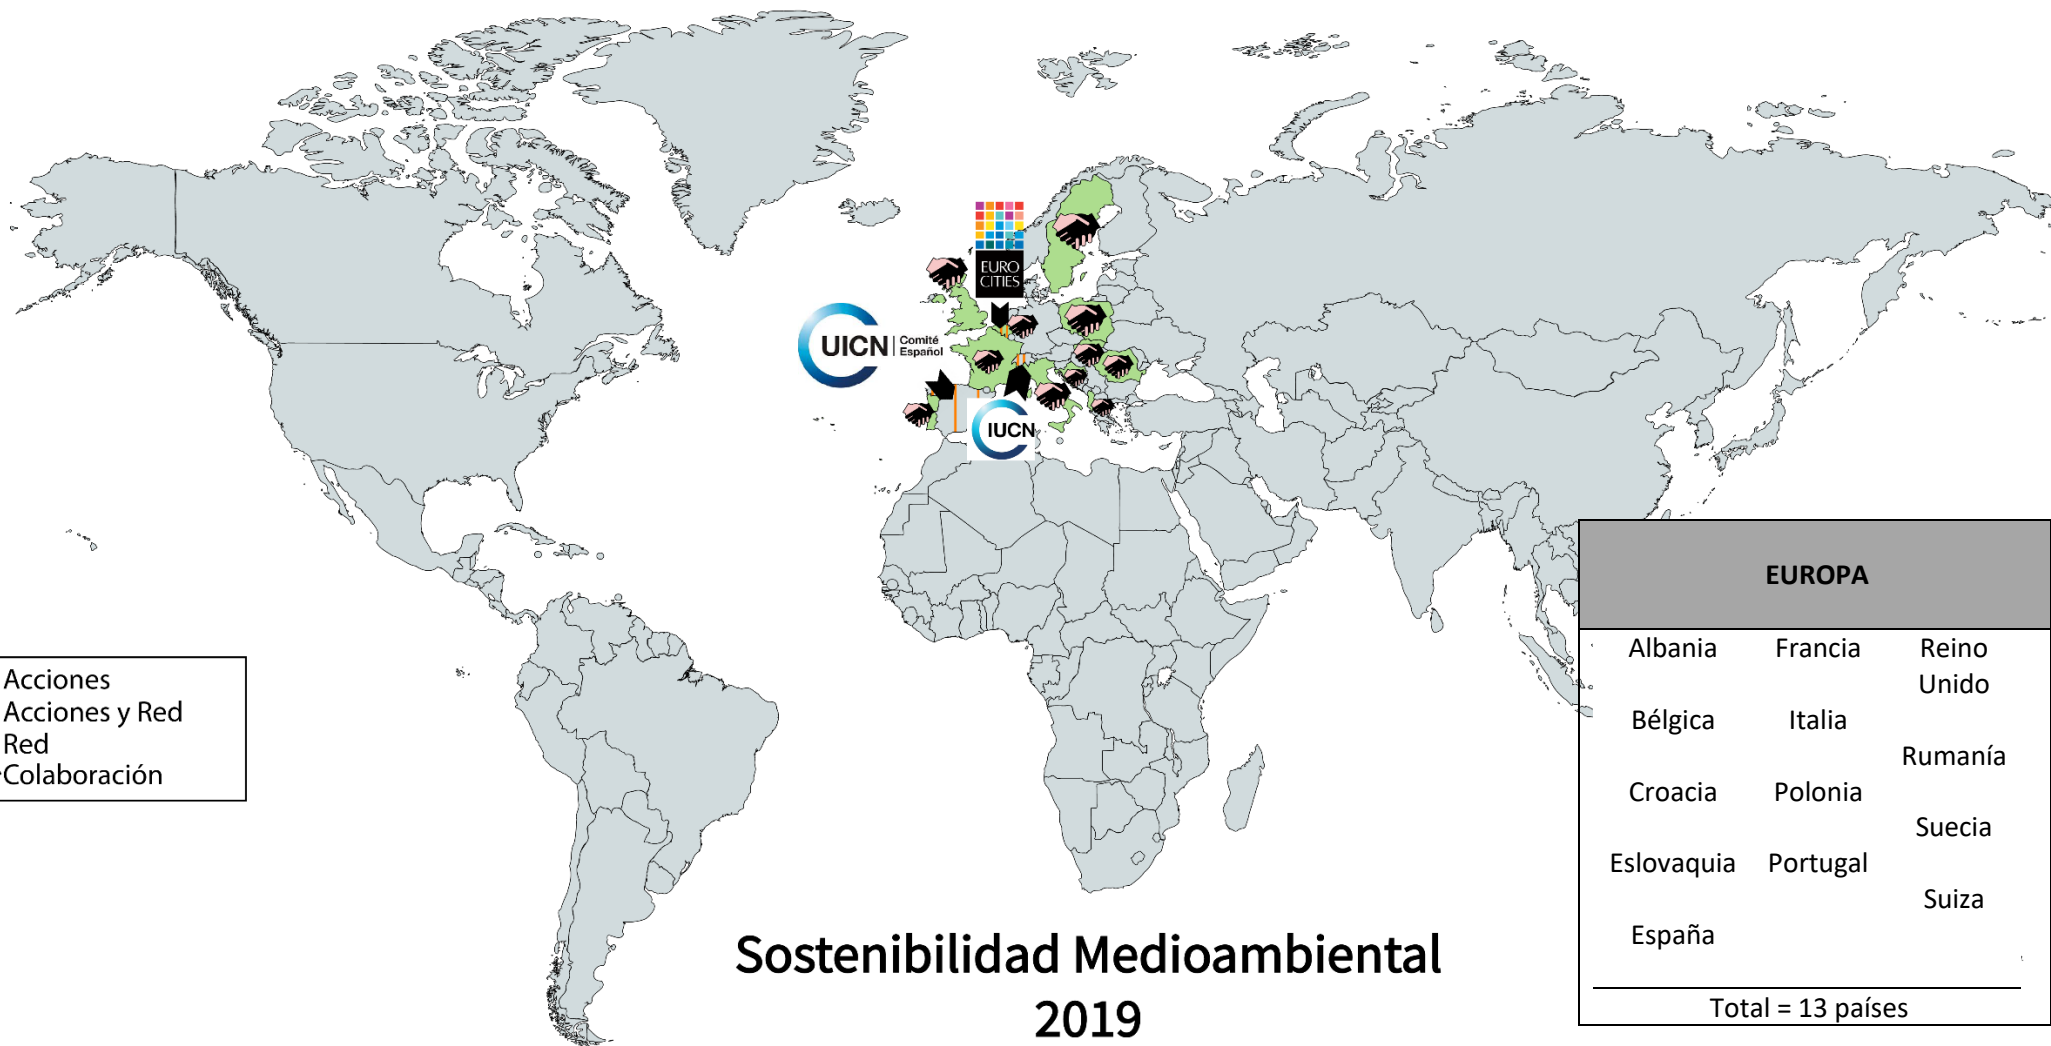 EURO
CITIES
UICN
Comité
Español
IUCN
EUROPA
Albania Francia Reino
Unido
Bélgica Italia
Rumanía
Croacia Polonia
Suecia
Eslovaquia Portugal
Suiza
España
Total = 13 países
Acciones
Acciones y Red
Red
Colaboración
Sostenibilidad Medioambiental
2019